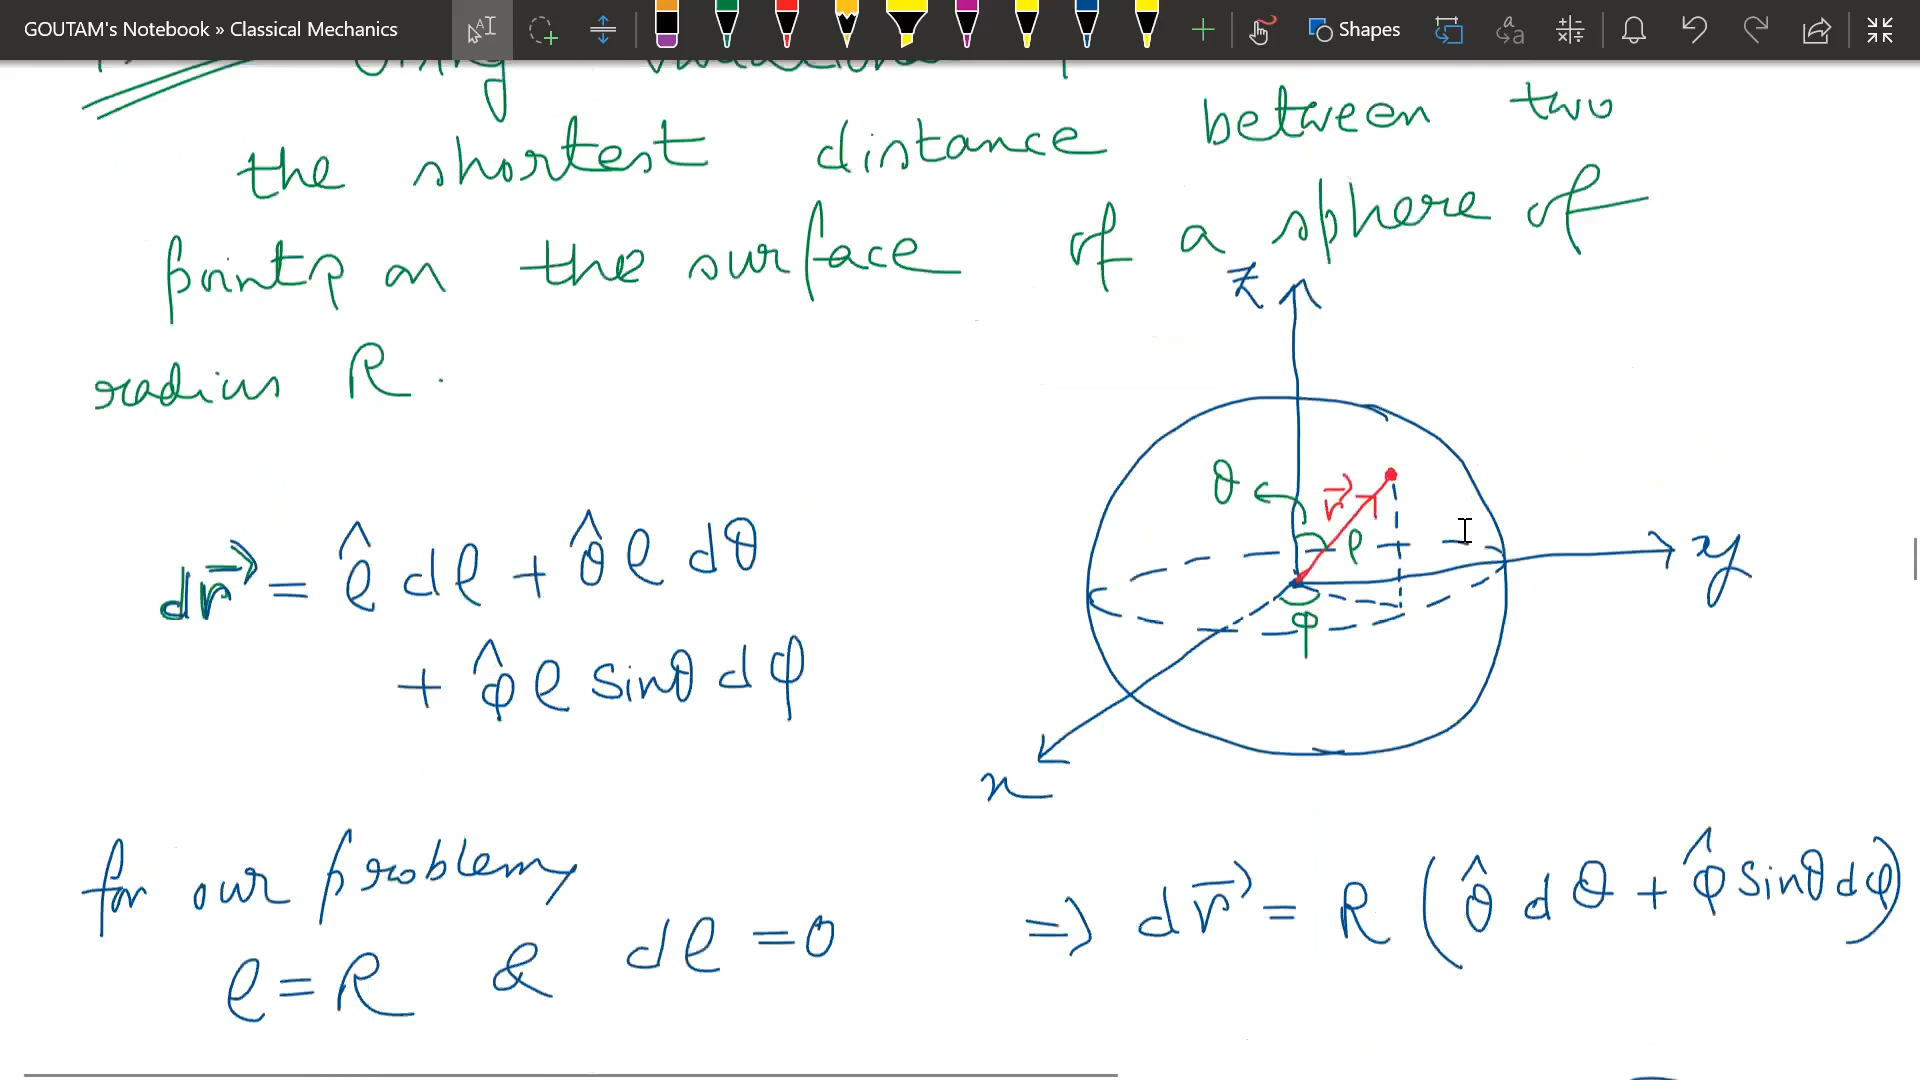 GOUTAM's Notebook » Classical Mechanics
Shapes
the shortest distance between two
points on the surface of a sphere of
radius R.
z
θ r⃗ ρ
φ
xy
x
dr⃗ = ρ̂ dρ + θ̂ ρ dθ
+ φ̂ ρ sinθ dφ
for our problem,
ρ = R & dρ = 0
=> dr⃗ = R (θ̂ dθ + φ̂ sinθ dφ)